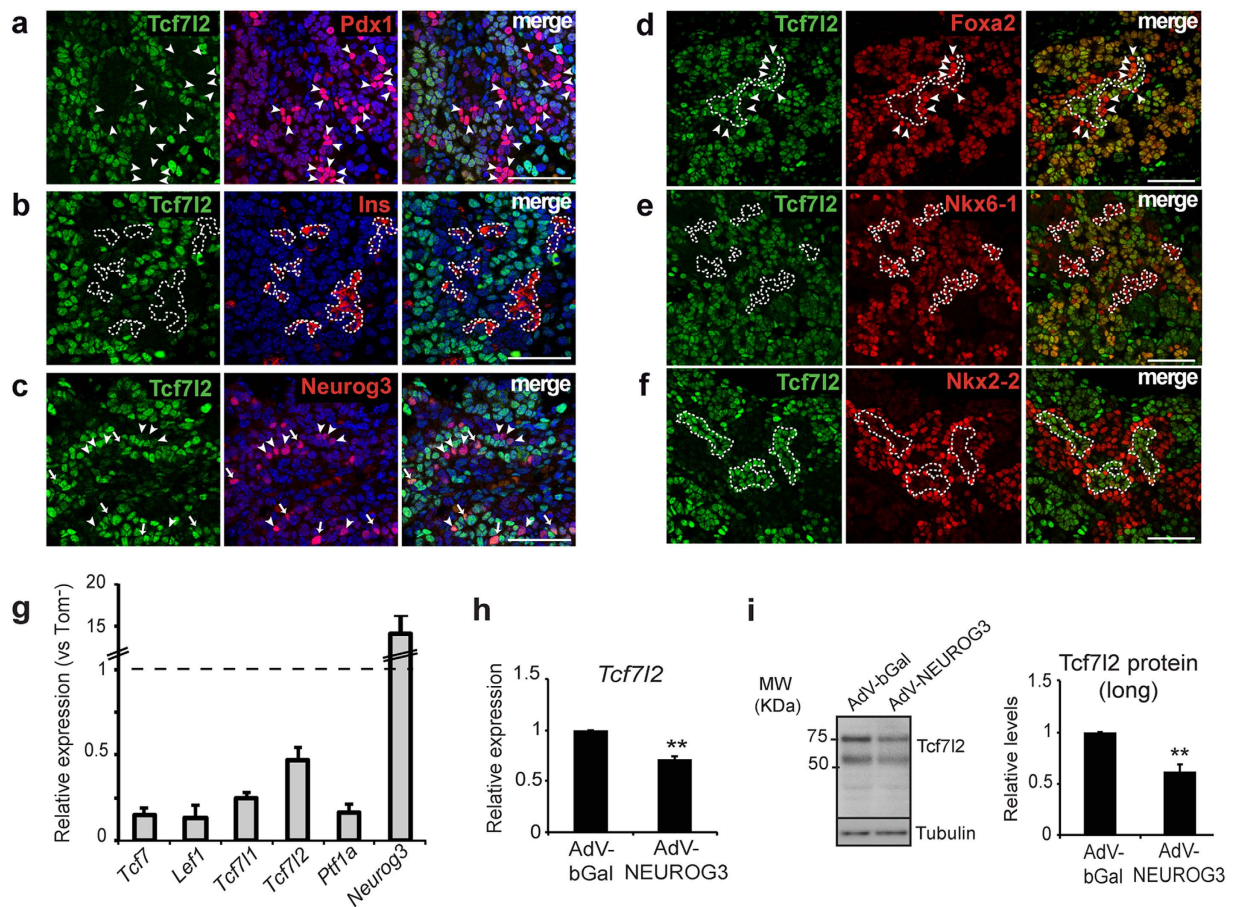 a Tcf7l2 Pdx1 merge
b Tcf7l2 Ins merge
c Tcf7l2 Neurog3 merge
d Tcf7l2 Foxa2 merge
e Tcf7l2 Nkx6-1 merge
f Tcf7l2 Nkx2-2 merge
g
Relative expression (vs Tom-)
20
15
1
0.5
0
Tcf7
Lef1
Tcf7l1
Tcf7l2
Ptf1a
Neurog3
h
Tcf7l2
Relative expression
1.5
1
0.5
0
**
AdV-
bGal
AdV-
NEUROG3
i
MW
(KDa)
AdV-bGal
AdV-NEUROG3
75
50
Tcf7l2
Tubulin
Tcf7l2 protein
(long)
Relative levels
1.5
1
0.5
0
**
AdV-
bGal
AdV-
NEUROG3